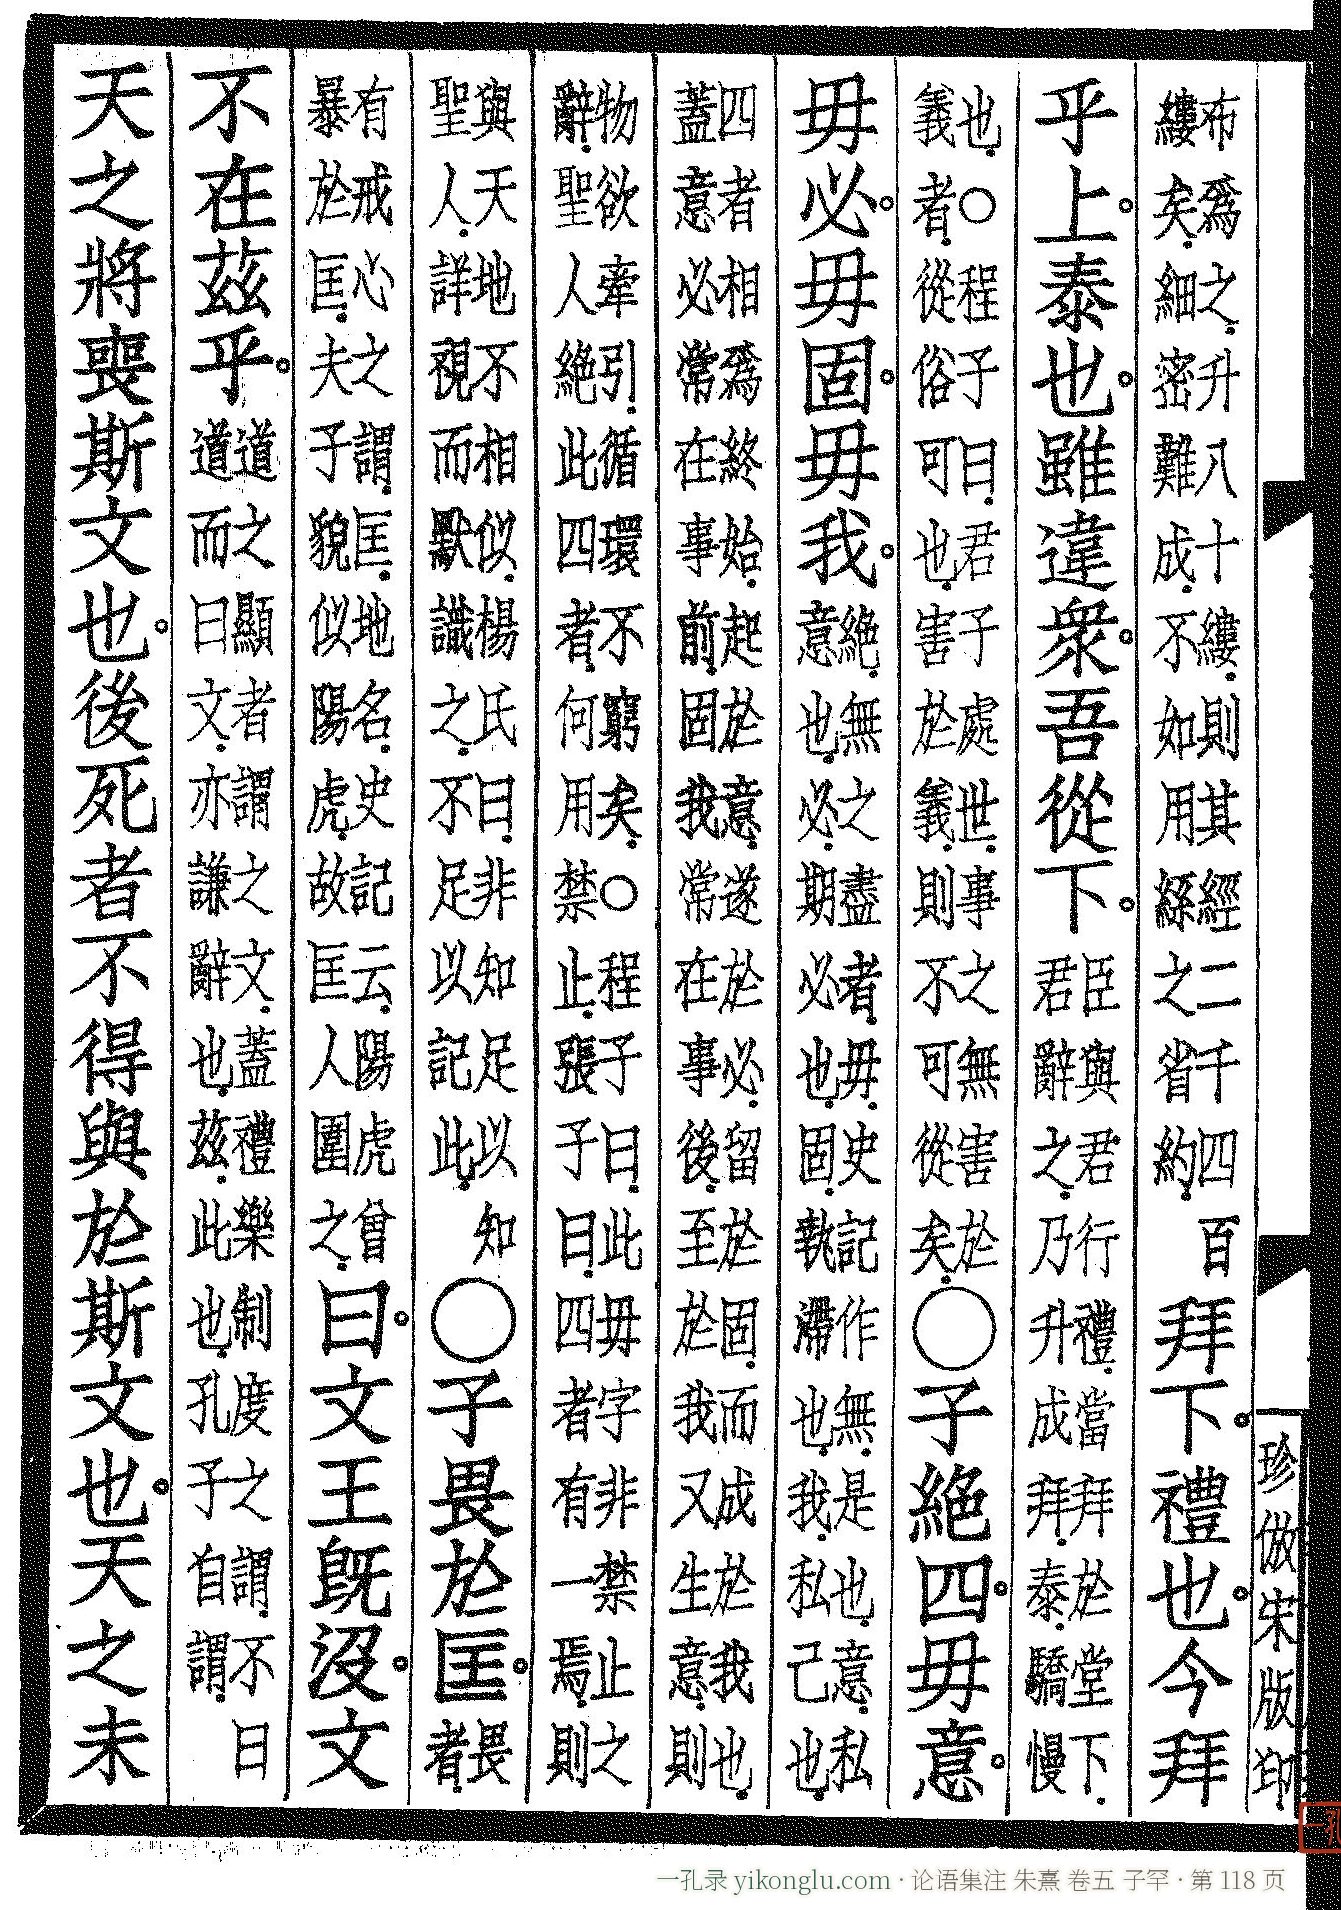 珍倣宋版印
布爲之.升八十縷.則其經二千四百縷矣.細密難成.不如用絲之省約.拜下。禮也。今拜
乎上。泰也。雖違衆。吾從下。臣與君行禮.當拜於堂下.君辭之.乃升成拜.泰.驕慢
也.○程子曰.君子處世.事之無害於義者.從俗可也.害於義.則不可從矣.○子絕四。毋意。
毋必。毋固。毋我。絕.無之盡者.毋.史記作無.是也.意.私意也.必.期必也.固.執滯也.我.私己也.
四者相爲終始.起於意.遂於必.留於固.而成於我也蓋意必常在事前.固我常在事後.至於我又生意.則
物欲牽引.循環不窮矣.○程子曰.此毋字非禁止之辭.聖人絕此四者.何用禁止.張子曰.四者有一焉.則
與天地不相似.楊氏曰.非知足以知聖人.詳視而默識之.不足以記此.○子畏於匡。畏者.
有戒心之謂.匡.地名.史記云.陽虎曾暴於匡.夫子貌似陽虎.故匡人圍之.曰。文王既沒。文
不在茲乎。道之顯者謂之文.蓋禮樂制度之謂.不曰道而曰文.亦謙辭也.茲.此也.孔子自謂.
天之將喪斯文也。後死者不得與於斯文也。天之未
一孔录 yikonglu.com · 论语集注 朱熹 卷五 子罕 · 第 118 页